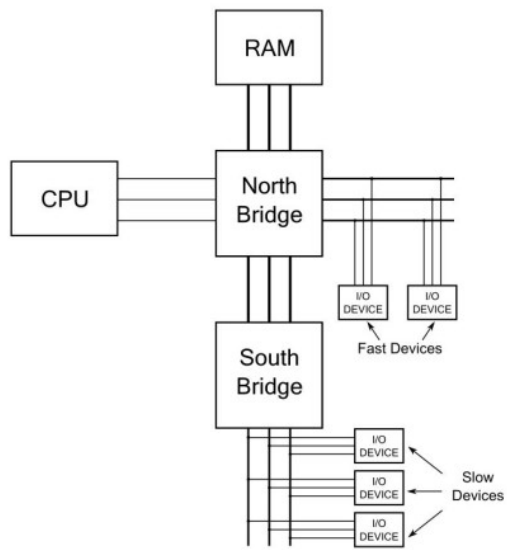 RAM
CPU
North
Bridge
I/O
DEVICE
I/O
DEVICE
Fast Devices
South
Bridge
I/O
DEVICE
I/O
DEVICE
I/O
DEVICE
Slow
Devices